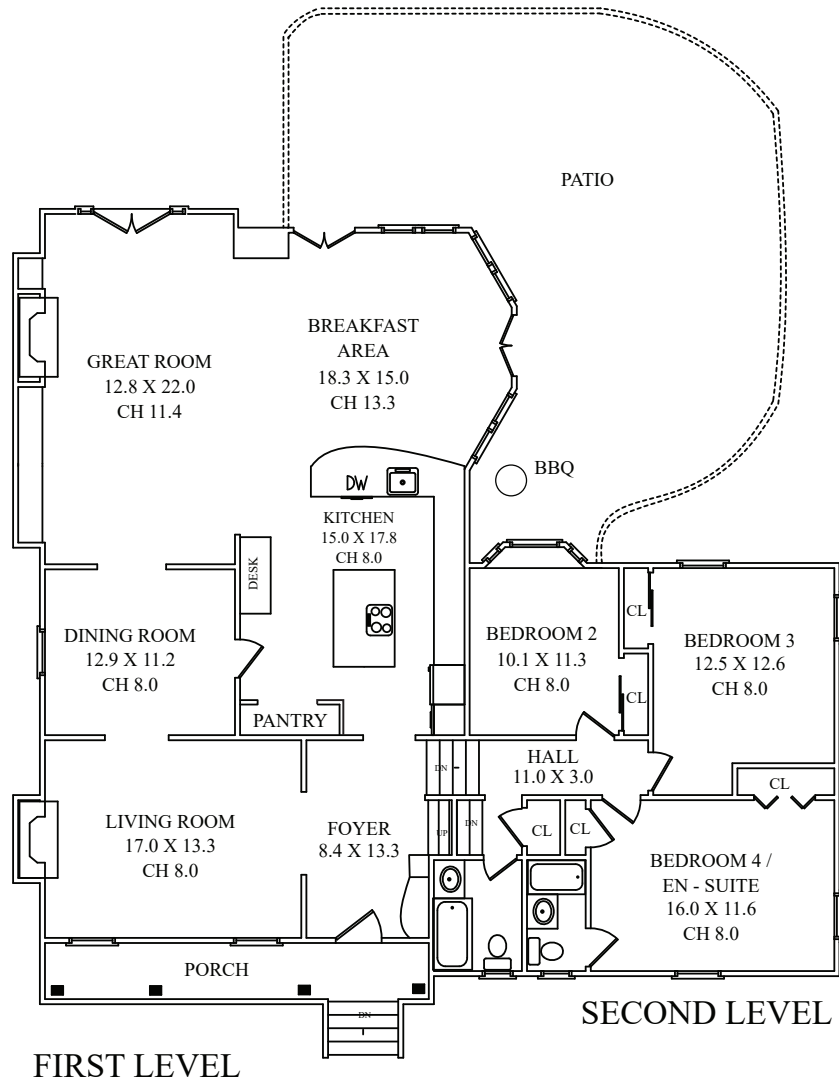 PATIO
BREAKFAST
AREA
18.3 X 15.0
CH 13.3
GREAT ROOM
12.8 X 22.0
CH 11.4
DW
BBQ
KITCHEN
15.0 X 17.8
CH 8.0
DESK
DINING ROOM
12.9 X 11.2
CH 8.0
BEDROOM 2
10.1 X 11.3
CH 8.0
CL
CL
BEDROOM 3
12.5 X 12.6
CH 8.0
PANTRY
HALL
11.0 X 3.0
DN
CL
LIVING ROOM
17.0 X 13.3
CH 8.0
FOYER
8.4 X 13.3
UP
DN
CL
CL
BEDROOM 4 /
EN - SUITE
16.0 X 11.6
CH 8.0
PORCH
DN
SECOND LEVEL
FIRST LEVEL